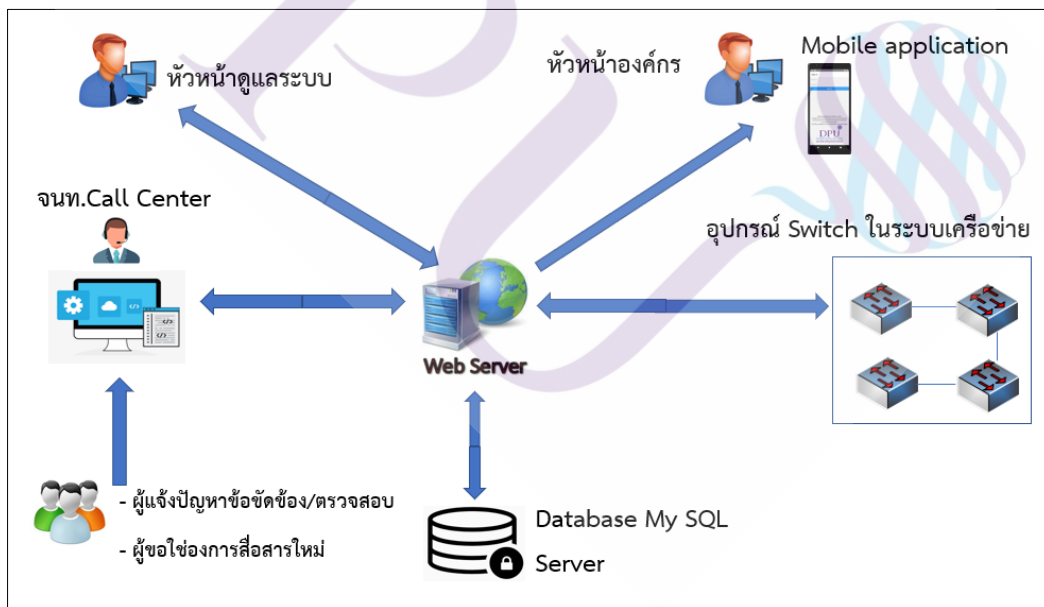 หัวหน้าดูแลระบบ
หัวหน้าองค์กร
Mobile application
DPU
จนท.Call Center
อุปกรณ์ Switch ในระบบเครือข่าย
Web Server
- ผู้แจ้งปัญหาข้อขัดข้อง/ตรวจสอบ
- ผู้ขอใช่องการสื่อสารใหม่
Database My SQL
Server